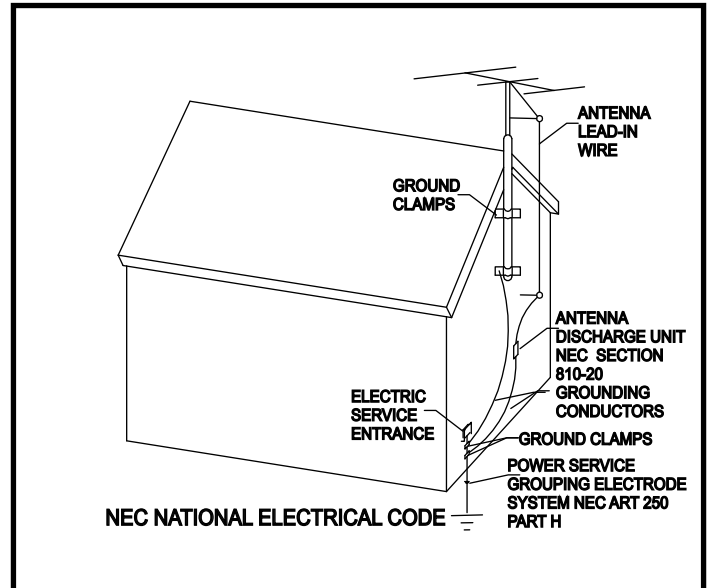 ANTENNA
LEAD-IN
WIRE
GROUND
CLAMPS
ANTENNA
DISCHARGE UNIT
NEC SECTION
810-20
GROUNDING
CONDUCTORS
ELECTRIC
SERVICE
ENTRANCE
GROUND CLAMPS
POWER SERVICE
GROUPING ELECTRODE
SYSTEM NEC ART 250
PART H
NEC NATIONAL ELECTRICAL CODE